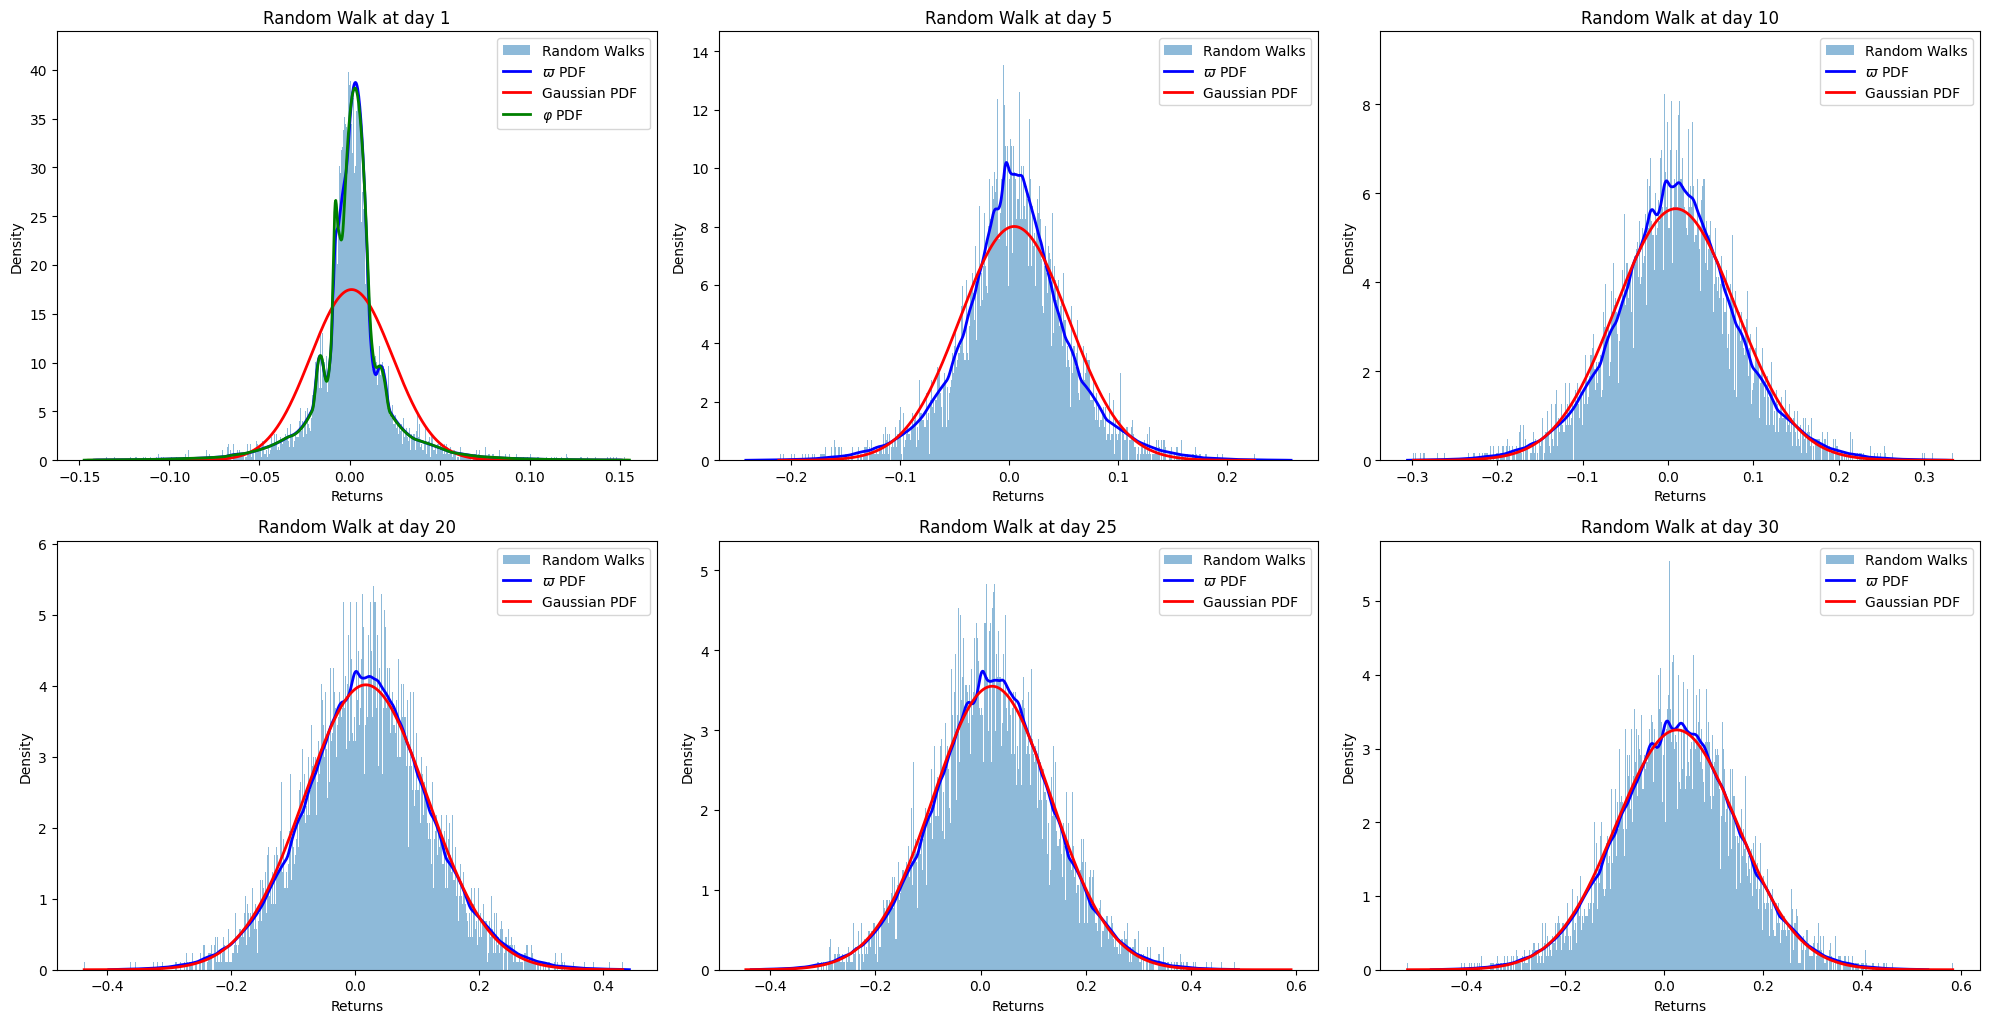 Random Walk at day 1
Random Walks
ϖ PDF
Gaussian PDF
φ PDF
Density
40
35
30
25
20
15
10
5
0
−0.15
−0.10
−0.05
0.00
0.05
0.10
0.15
Returns
Random Walk at day 5
Random Walks
ϖ PDF
Gaussian PDF
Density
14
12
10
8
6
4
2
0
−0.2
−0.1
0.0
0.1
0.2
Returns
Random Walk at day 10
Random Walks
ϖ PDF
Gaussian PDF
Density
8
6
4
2
0
−0.3
−0.2
−0.1
0.0
0.1
0.2
0.3
Returns
Random Walk at day 20
Random Walks
ϖ PDF
Gaussian PDF
Density
6
5
4
3
2
1
0
−0.4
−0.2
0.0
0.2
0.4
Returns
Random Walk at day 25
Random Walks
ϖ PDF
Gaussian PDF
Density
5
4
3
2
1
0
−0.4
−0.2
0.0
0.2
0.4
0.6
Returns
Random Walk at day 30
Random Walks
ϖ PDF
Gaussian PDF
Density
5
4
3
2
1
0
−0.4
−0.2
0.0
0.2
0.4
0.6
Returns